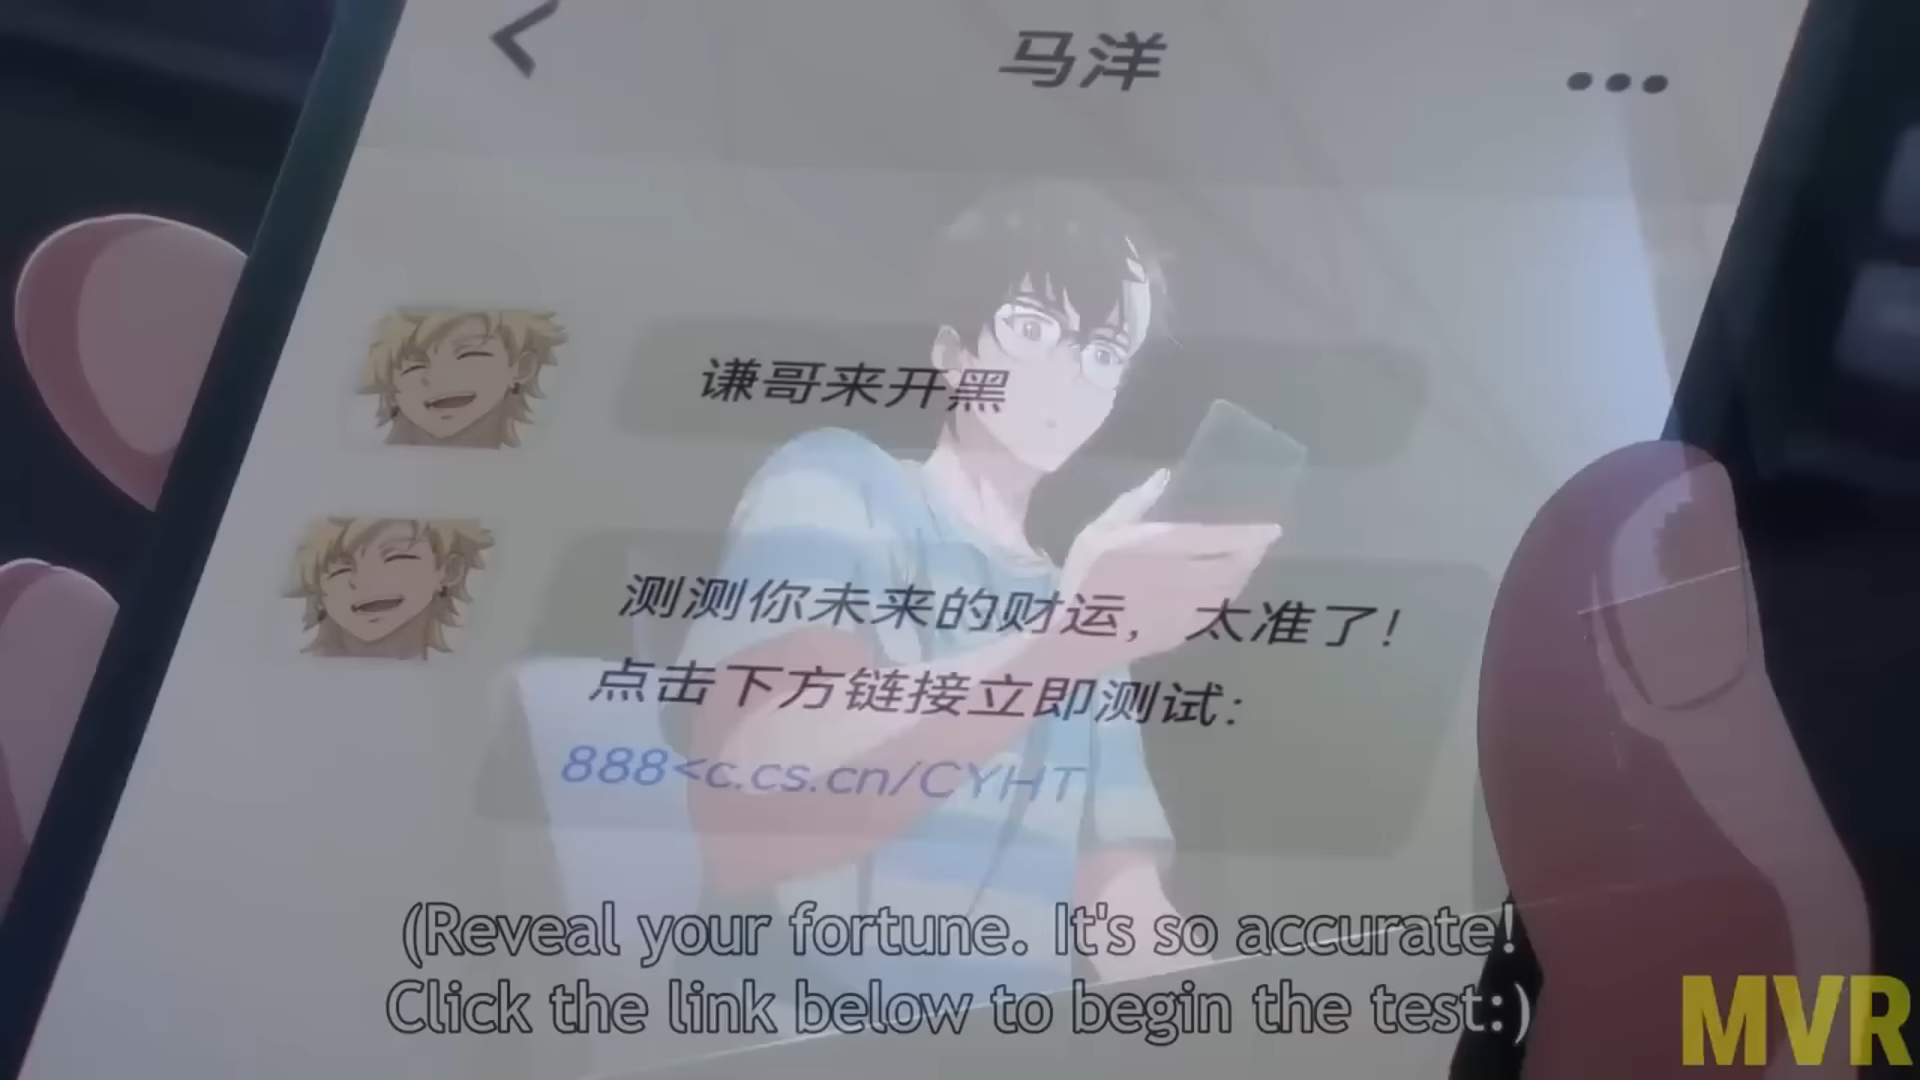 马洋
谦哥来开黑
测测你未来的财运，太准了！
点击下方链接立即测试：
888<c.cs.cn/CYHT
(Reveal your fortune. It's so accurate!
Click the link below to begin the test:)
MVR